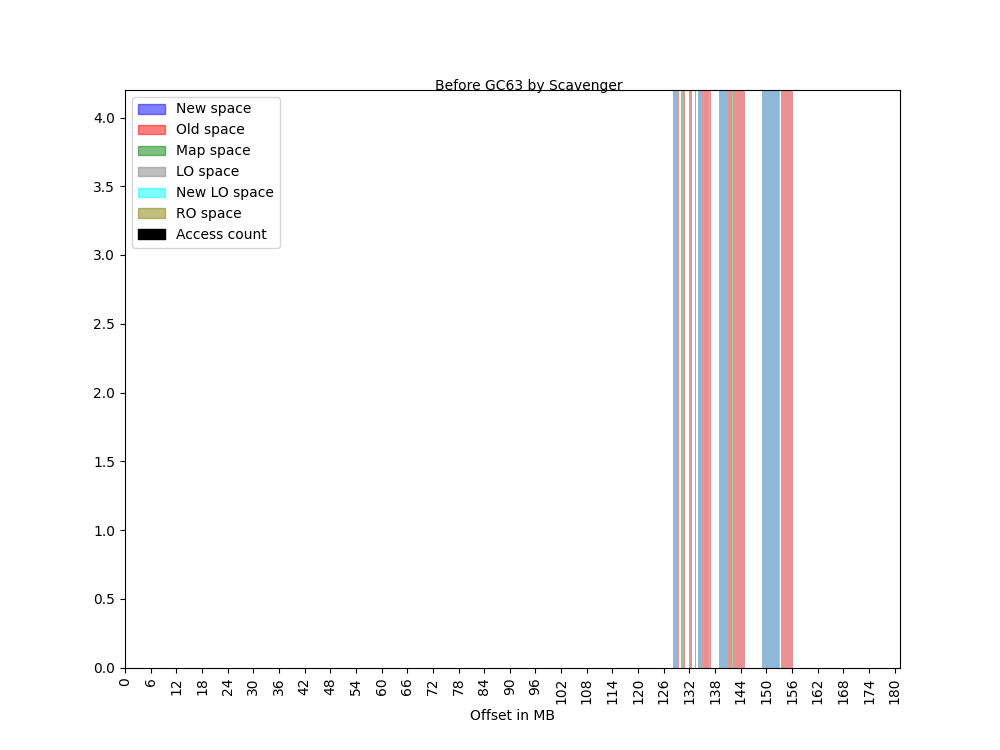 Before GC63 by Scavenger
New space
Old space
Map space
LO space
New LO space
RO space
Access count
4.0
3.5
3.0
2.5
2.0
1.5
1.0
0.5
0.0
0 6 12 18 24 30 36 42 48 54 60 66 72 78 84 90 96 102 108 114 120 126 132 138 144 150 156 162 168 174 180
Offset in MB